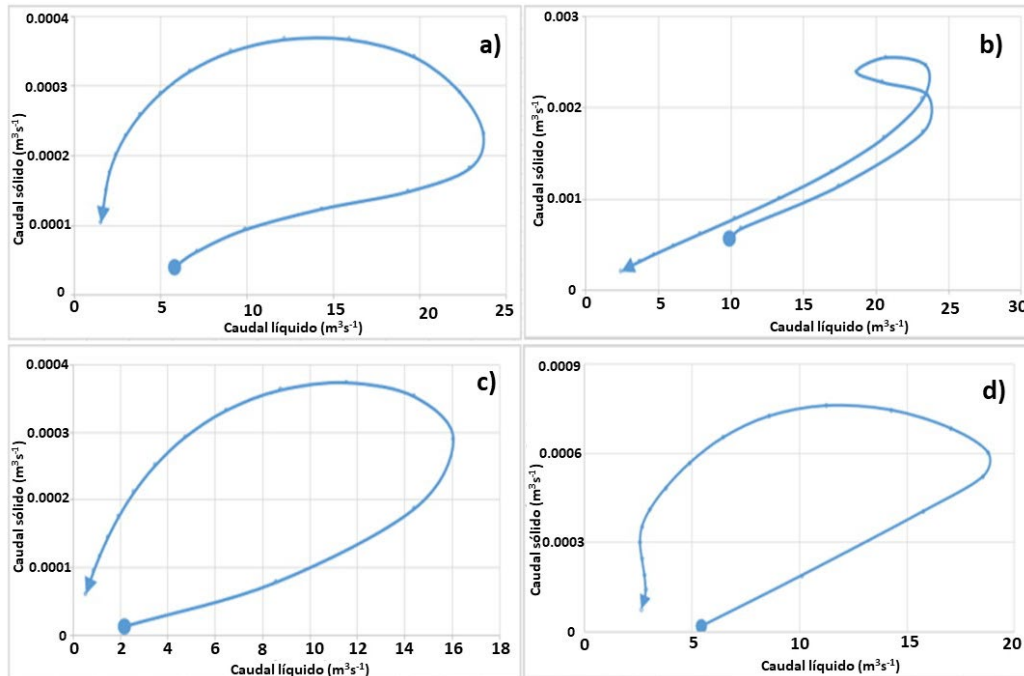 a)
Caudal sólido (m³s⁻¹)
0.0004
0.0003
0.0002
0.0001
0
0 5 10 15 20 25
Caudal líquido (m³s⁻¹)
b)
Caudal sólido (m³s⁻¹)
0.003
0.002
0.001
0
0 5 10 15 20 25 30
Caudal líquido (m³s⁻¹)
c)
Caudal sólido (m³s⁻¹)
0.0004
0.0003
0.0002
0.0001
0
0 2 4 6 8 10 12 14 16 18
Caudal líquido (m³s⁻¹)
d)
Caudal sólido (m³s⁻¹)
0.0009
0.0006
0.0003
0
0 5 10 15 20
Caudal líquido (m³s⁻¹)